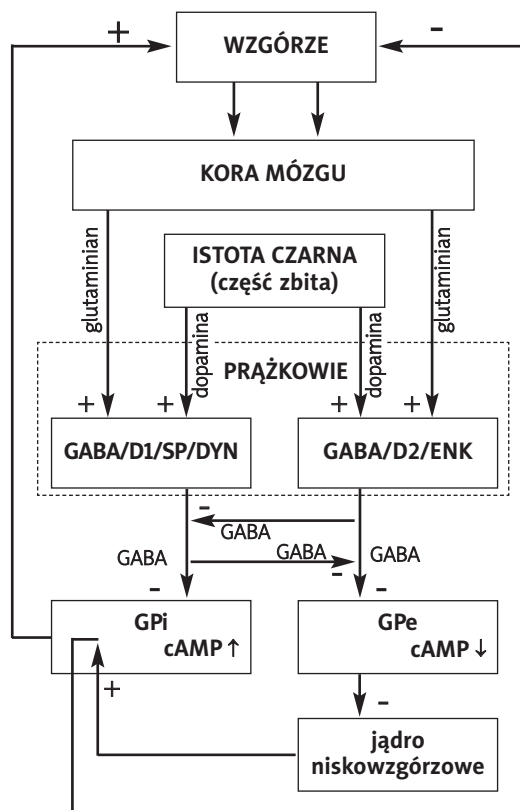 +
-
WZGÓRZE
KORA MÓZGU
glutaminian
glutaminian
ISTOTA CZARNA
(część zbita)
dopamina
dopamina
PRĄŻKOWIE
+
+
+
+
GABA/D1/SP/DYN
GABA/D2/ENK
-
GABA
GABA
GABA
GABA
-
-
-
GPi
cAMP ↑
GPe
cAMP ↓
+
-
jądro
niskowzgórzowe